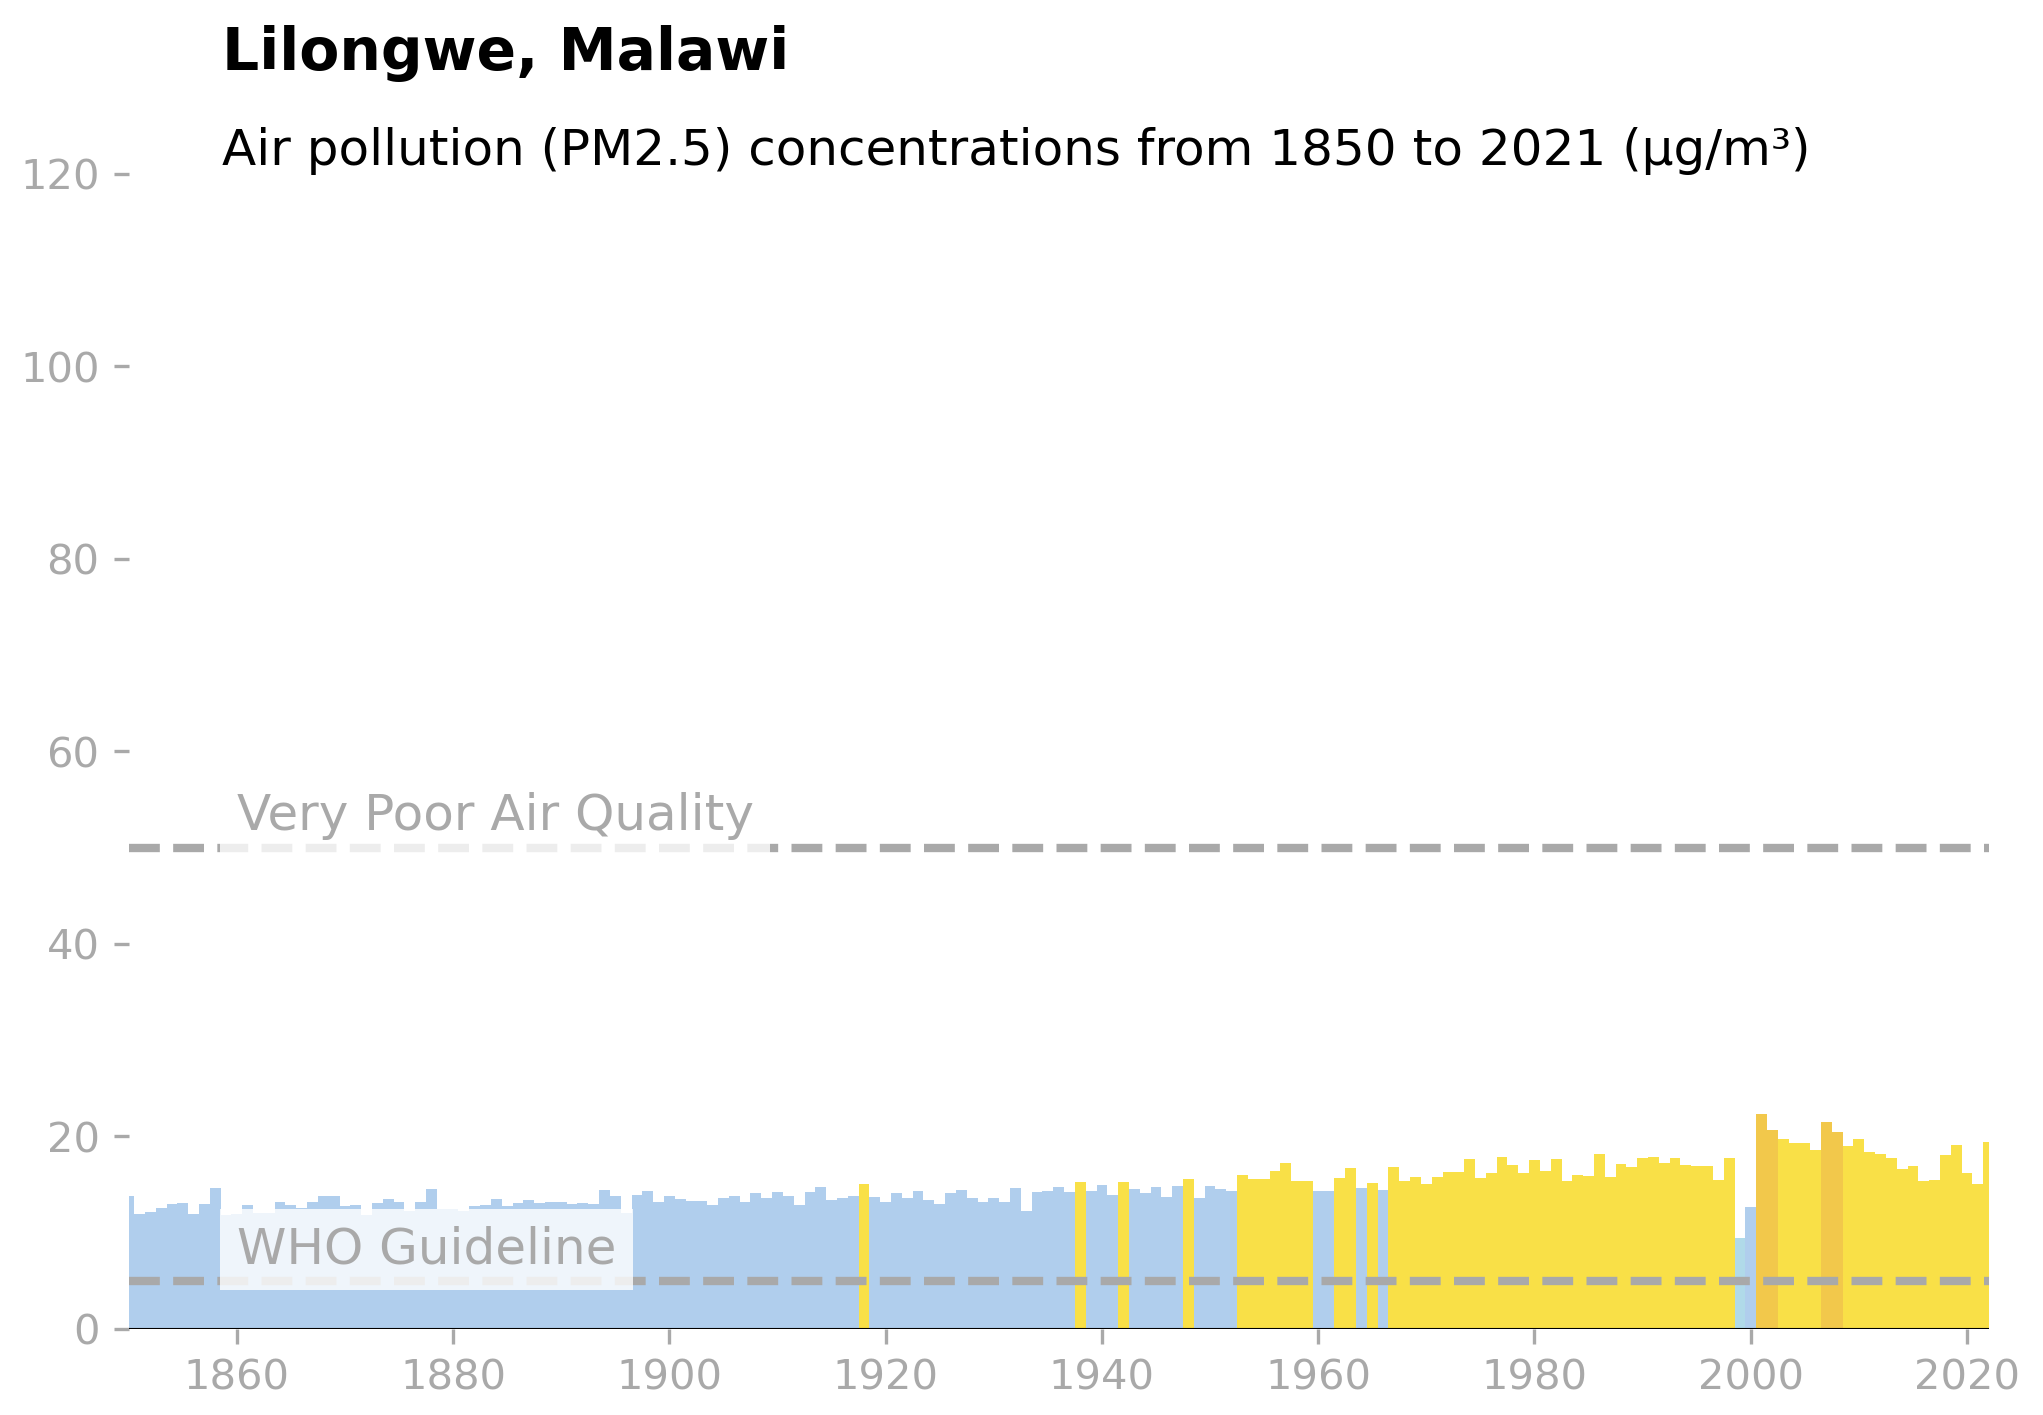 Lilongwe, Malawi
Air pollution (PM2.5) concentrations from 1850 to 2021 (µg/m³)
120
100
80
60
Very Poor Air Quality
40
20
WHO Guideline
0
1860 1880 1900 1920 1940 1960 1980 2000 2020